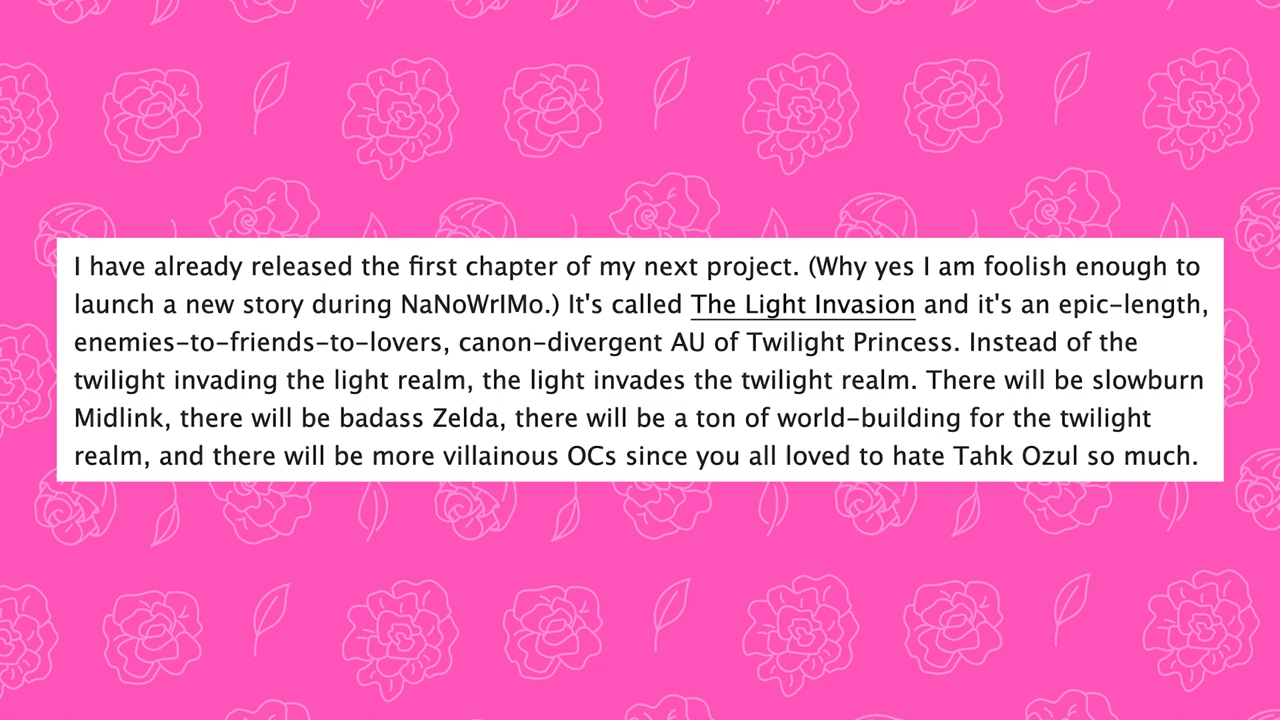 I have already released the first chapter of my next project. (Why yes I am foolish enough to
launch a new story during NaNoWrIMo.) It's called The Light Invasion and it's an epic-length,
enemies-to-friends-to-lovers, canon-divergent AU of Twilight Princess. Instead of the
twilight invading the light realm, the light invades the twilight realm. There will be slowburn
Midlink, there will be badass Zelda, there will be a ton of world-building for the twilight
realm, and there will be more villainous OCs since you all loved to hate Tahk Ozul so much.